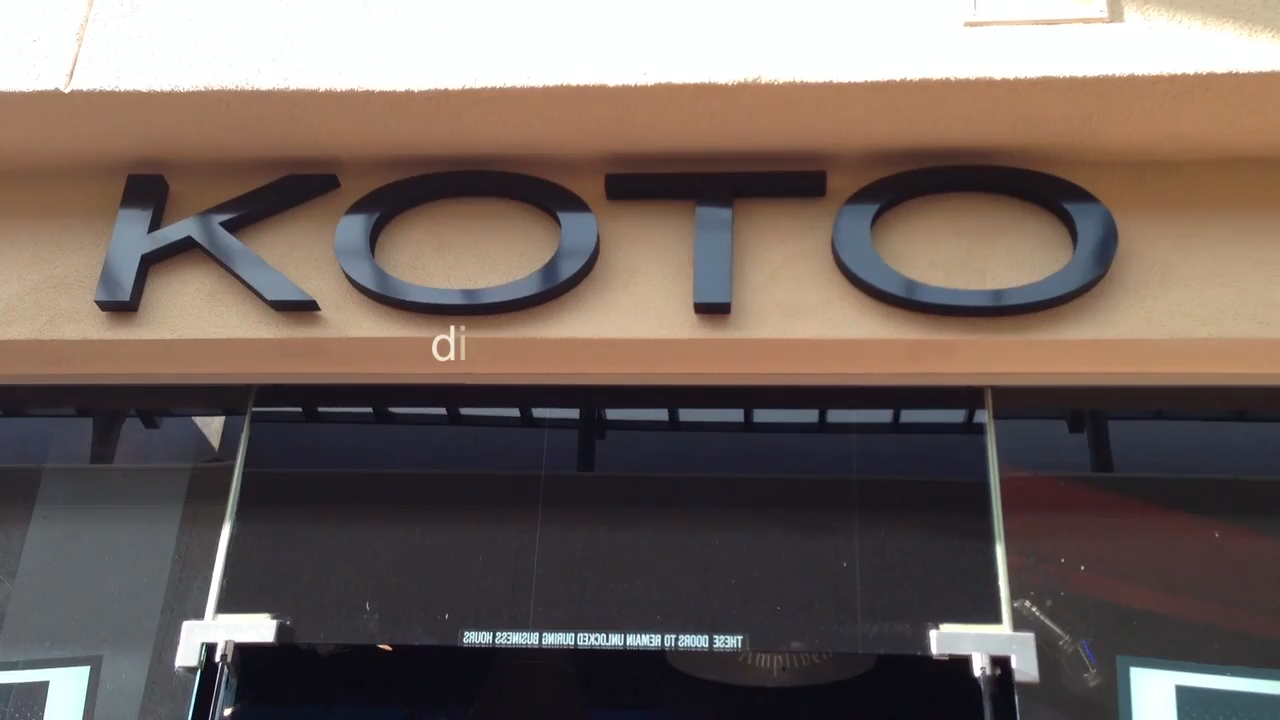 KOTO
di
THESE DOORS TO REMAIN UNLOCKED DURING BUSINESS HOURS